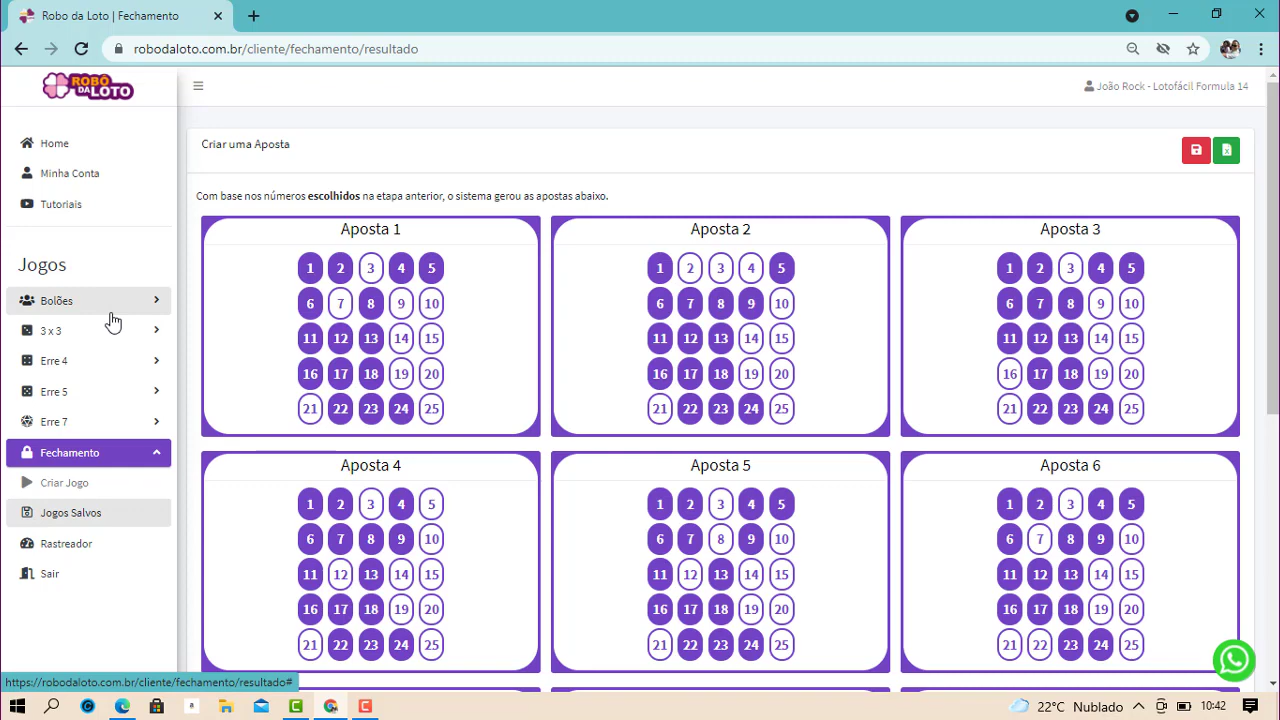 Robo da Loto | Fechamento
robodaloto.com.br/cliente/fechamento/resultado
ROBO DA LOTO
João Rock - Lotofácil Formula 14
Home
Minha Conta
Tutoriais
Jogos
Bolões
3 x 3
Erre 4
Erre 5
Erre 7
Fechamento
Criar Jogo
Jogos Salvos
Rastreador
Sair
Criar uma Aposta
Com base nos números escolhidos na etapa anterior, o sistema gerou as apostas abaixo.
Aposta 1
1 2 3 4 5
6 7 8 9 10
11 12 13 14 15
16 17 18 19 20
21 22 23 24 25
Aposta 2
1 2 3 4 5
6 7 8 9 10
11 12 13 14 15
16 17 18 19 20
21 22 23 24 25
Aposta 3
1 2 3 4 5
6 7 8 9 10
11 12 13 14 15
16 17 18 19 20
21 22 23 24 25
Aposta 4
1 2 3 4 5
6 7 8 9 10
11 12 13 14 15
16 17 18 19 20
21 22 23 24 25
Aposta 5
1 2 3 4 5
6 7 8 9 10
11 12 13 14 15
16 17 18 19 20
21 22 23 24 25
Aposta 6
1 2 3 4 5
6 7 8 9 10
11 12 13 14 15
16 17 18 19 20
21 22 23 24 25
https://robodaloto.com.br/cliente/fechamento/resultado#
22°C Nublado
10:42